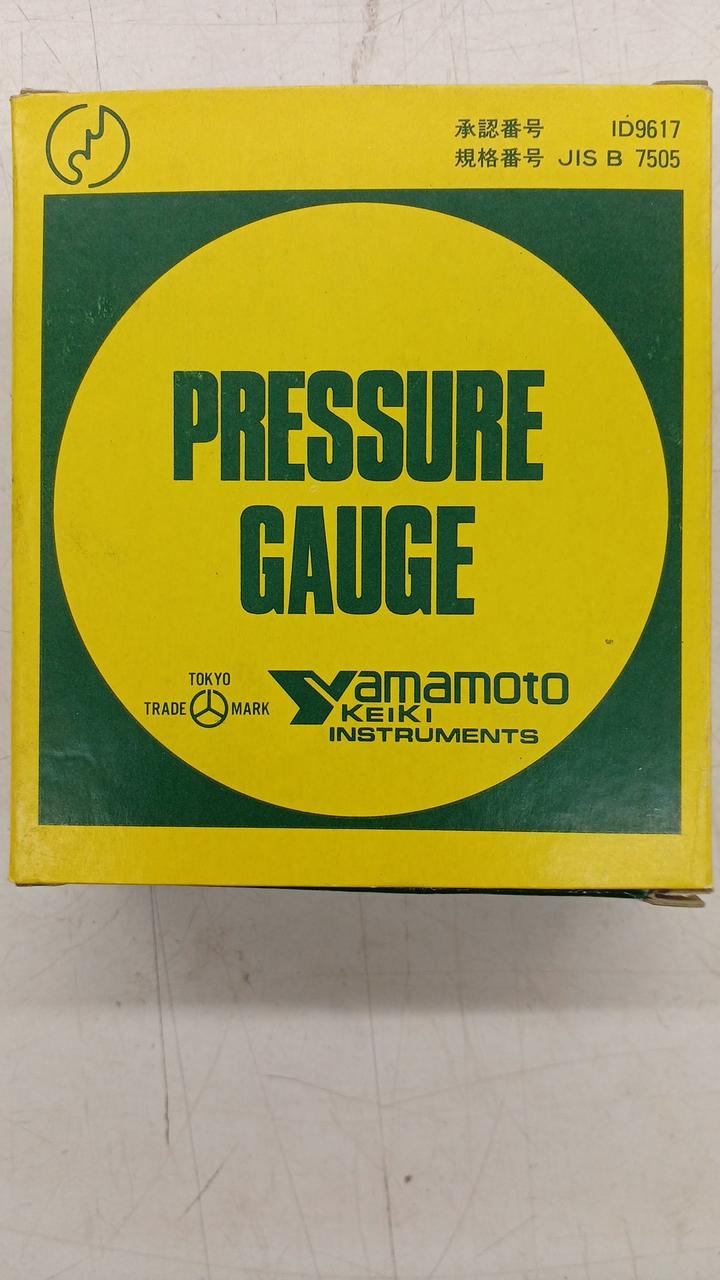 承認番号 ID9617
規格番号 JIS B 7505
PRESSURE
GAUGE
TOKYO
TRADE MARK
Yamamoto
KEIKI
INSTRUMENTS